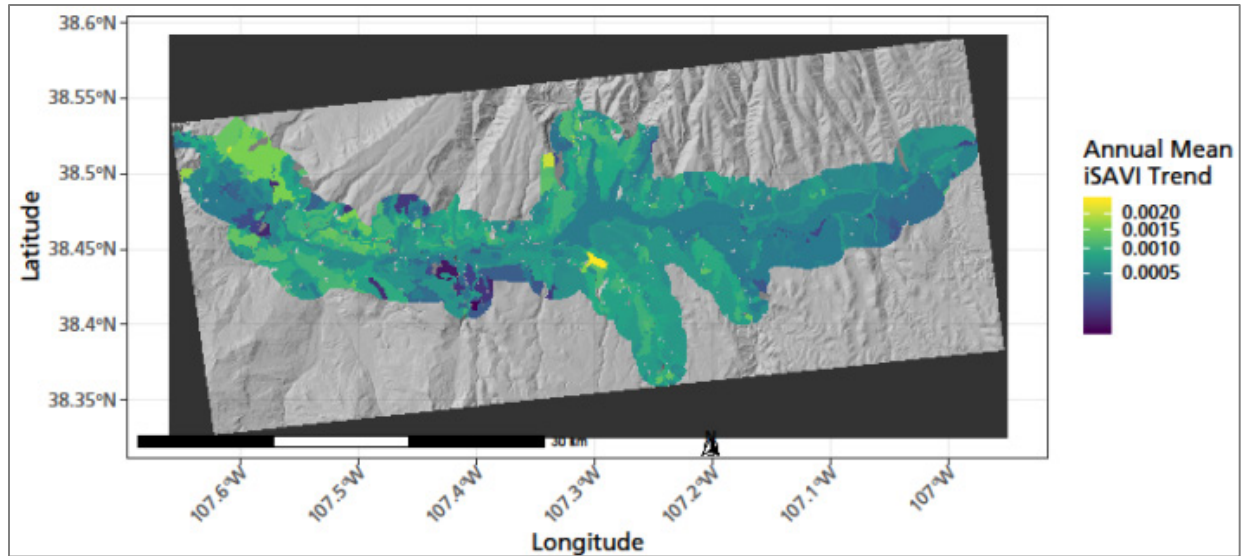 38.6°N
38.55°N
38.5°N
38.45°N
38.4°N
38.35°N
Latitude
30 km
N
107.6°W
107.5°W
107.4°W
107.3°W
107.2°W
107.1°W
107°W
Longitude
Annual Mean
iSAVI Trend
0.0020
0.0015
0.0010
0.0005